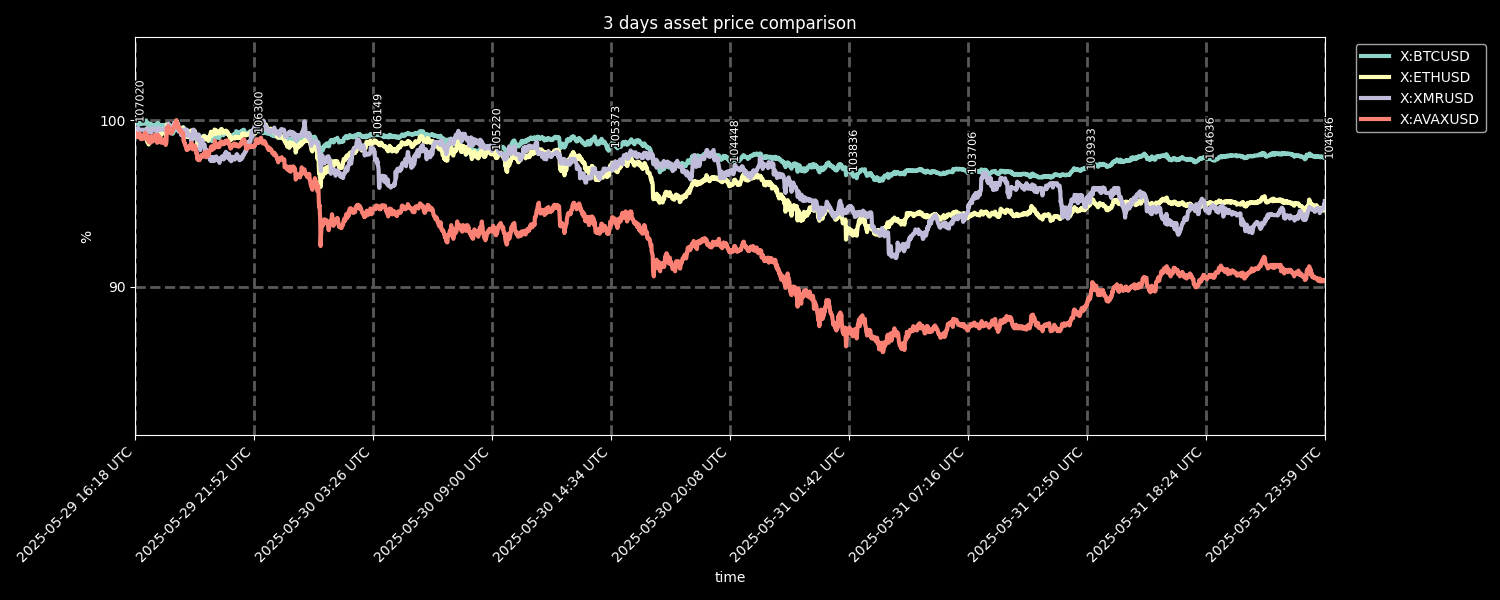 3 days asset price comparison
X:BTCUSD
X:ETHUSD
X:XMRUSD
X:AVAXUSD
100
90
%
107020
106300
106149
105220
105373
104448
103836
103706
103933
104636
104646
2025-05-29 16:18 UTC
2025-05-29 21:52 UTC
2025-05-30 03:26 UTC
2025-05-30 09:00 UTC
2025-05-30 14:34 UTC
2025-05-30 20:08 UTC
2025-05-31 01:42 UTC
2025-05-31 07:16 UTC
2025-05-31 12:50 UTC
2025-05-31 18:24 UTC
2025-05-31 23:59 UTC
time